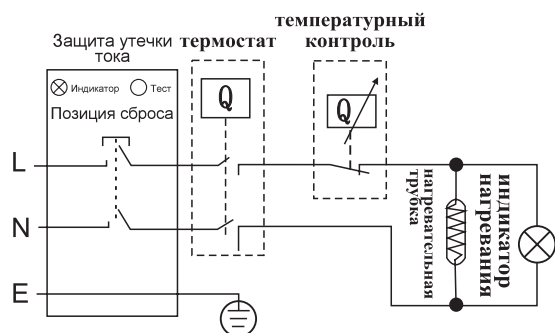 Защита утечки
тока
термостат
температурный
контроль
Индикатор
Тест
Позиция сброса
Q
Q
L
N
E
нагревательная
трубка
индикатор
нагревания